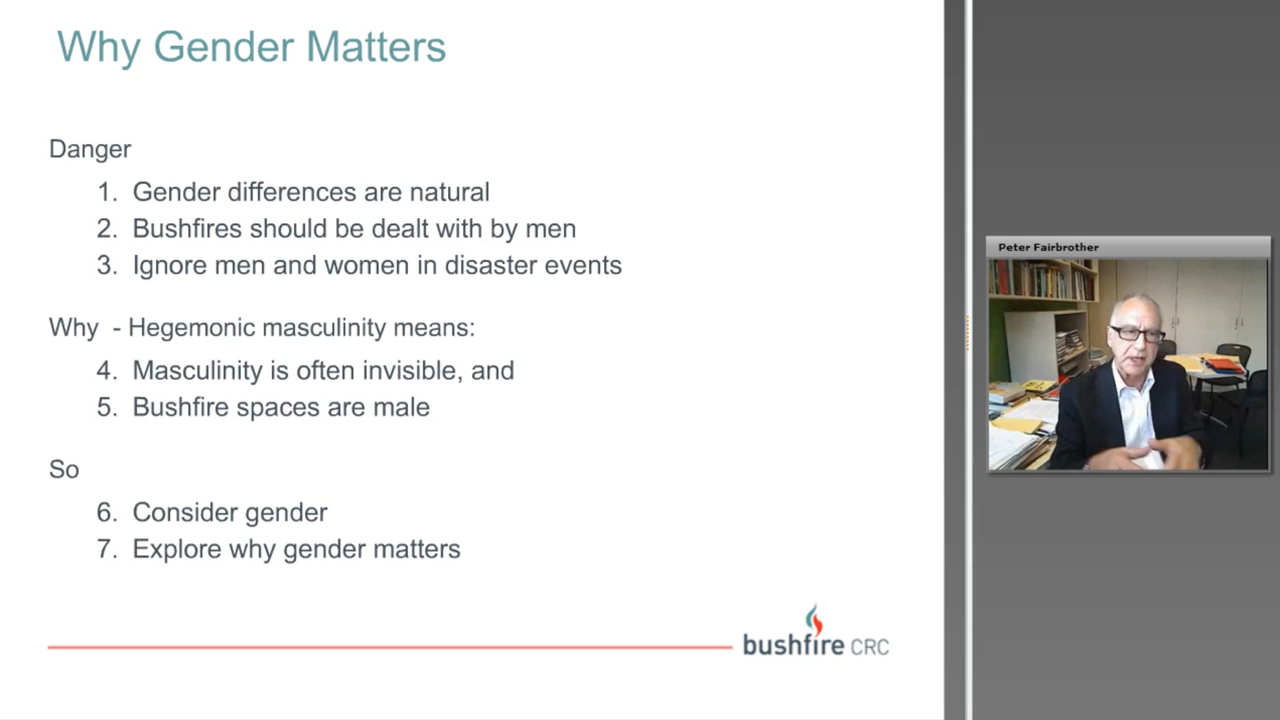 Why Gender Matters
Danger
1. Gender differences are natural
2. Bushfires should be dealt with by men
3. Ignore men and women in disaster events
Why - Hegemonic masculinity means:
4. Masculinity is often invisible, and
5. Bushfire spaces are male
So
6. Consider gender
7. Explore why gender matters
bushfire CRC
Peter Fairbrother